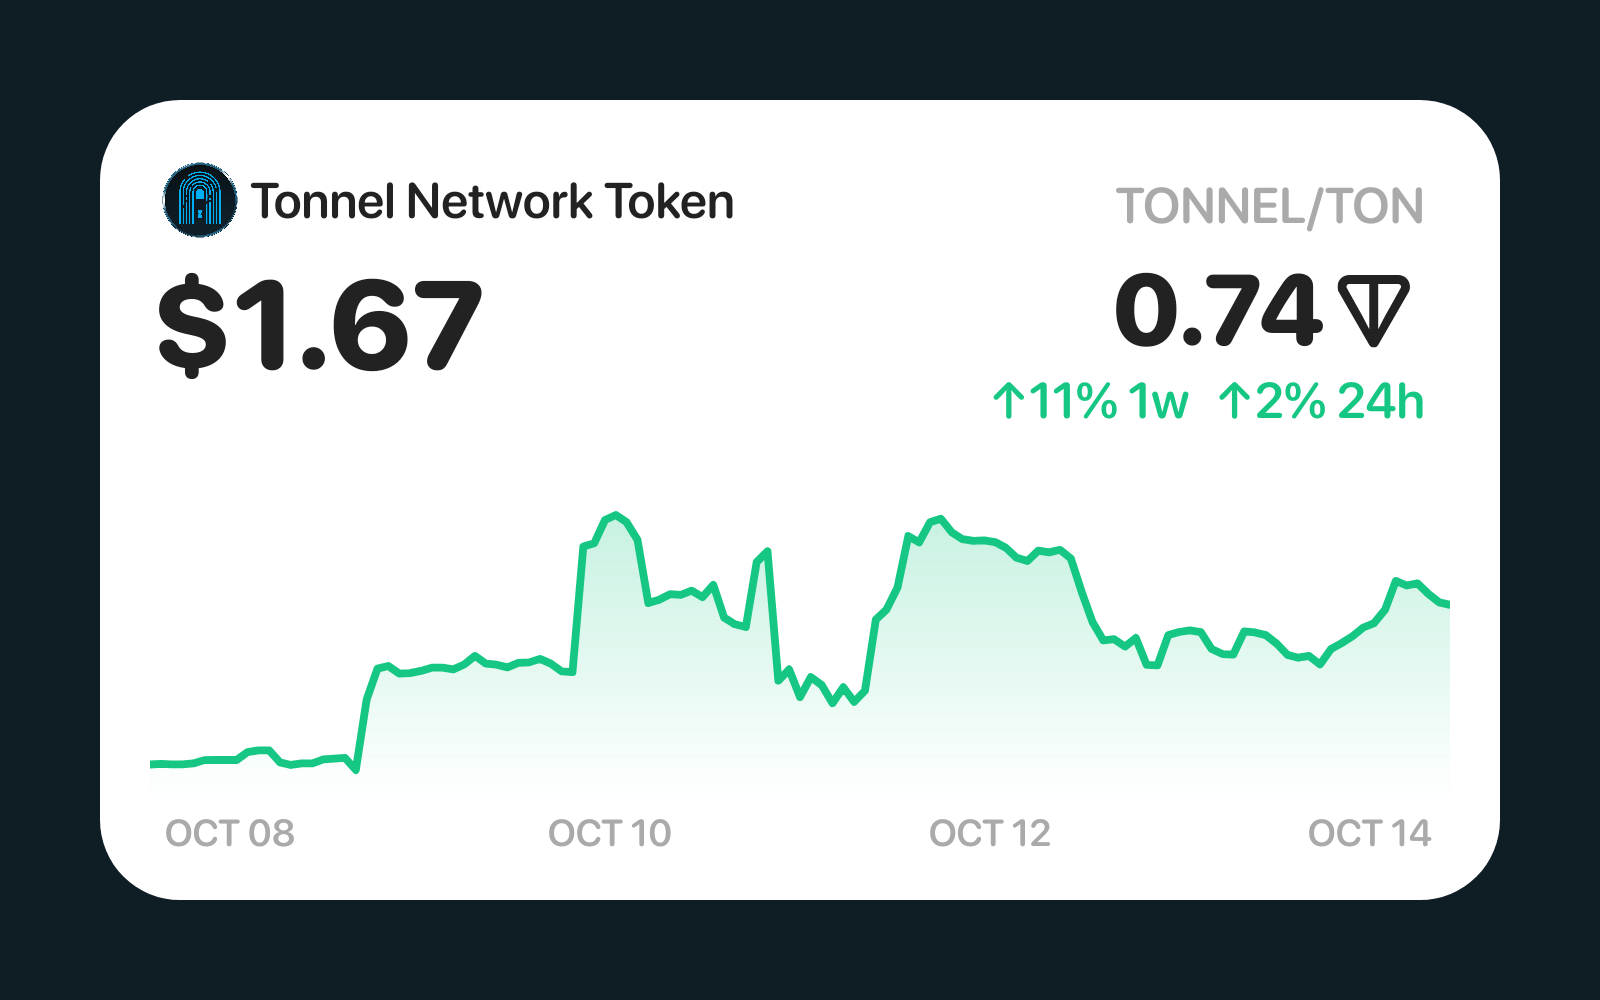 Tonnel Network Token
TONNEL/TON
$1.67
0.74
↑11% 1w ↑2% 24h
OCT 08
OCT 10
OCT 12
OCT 14